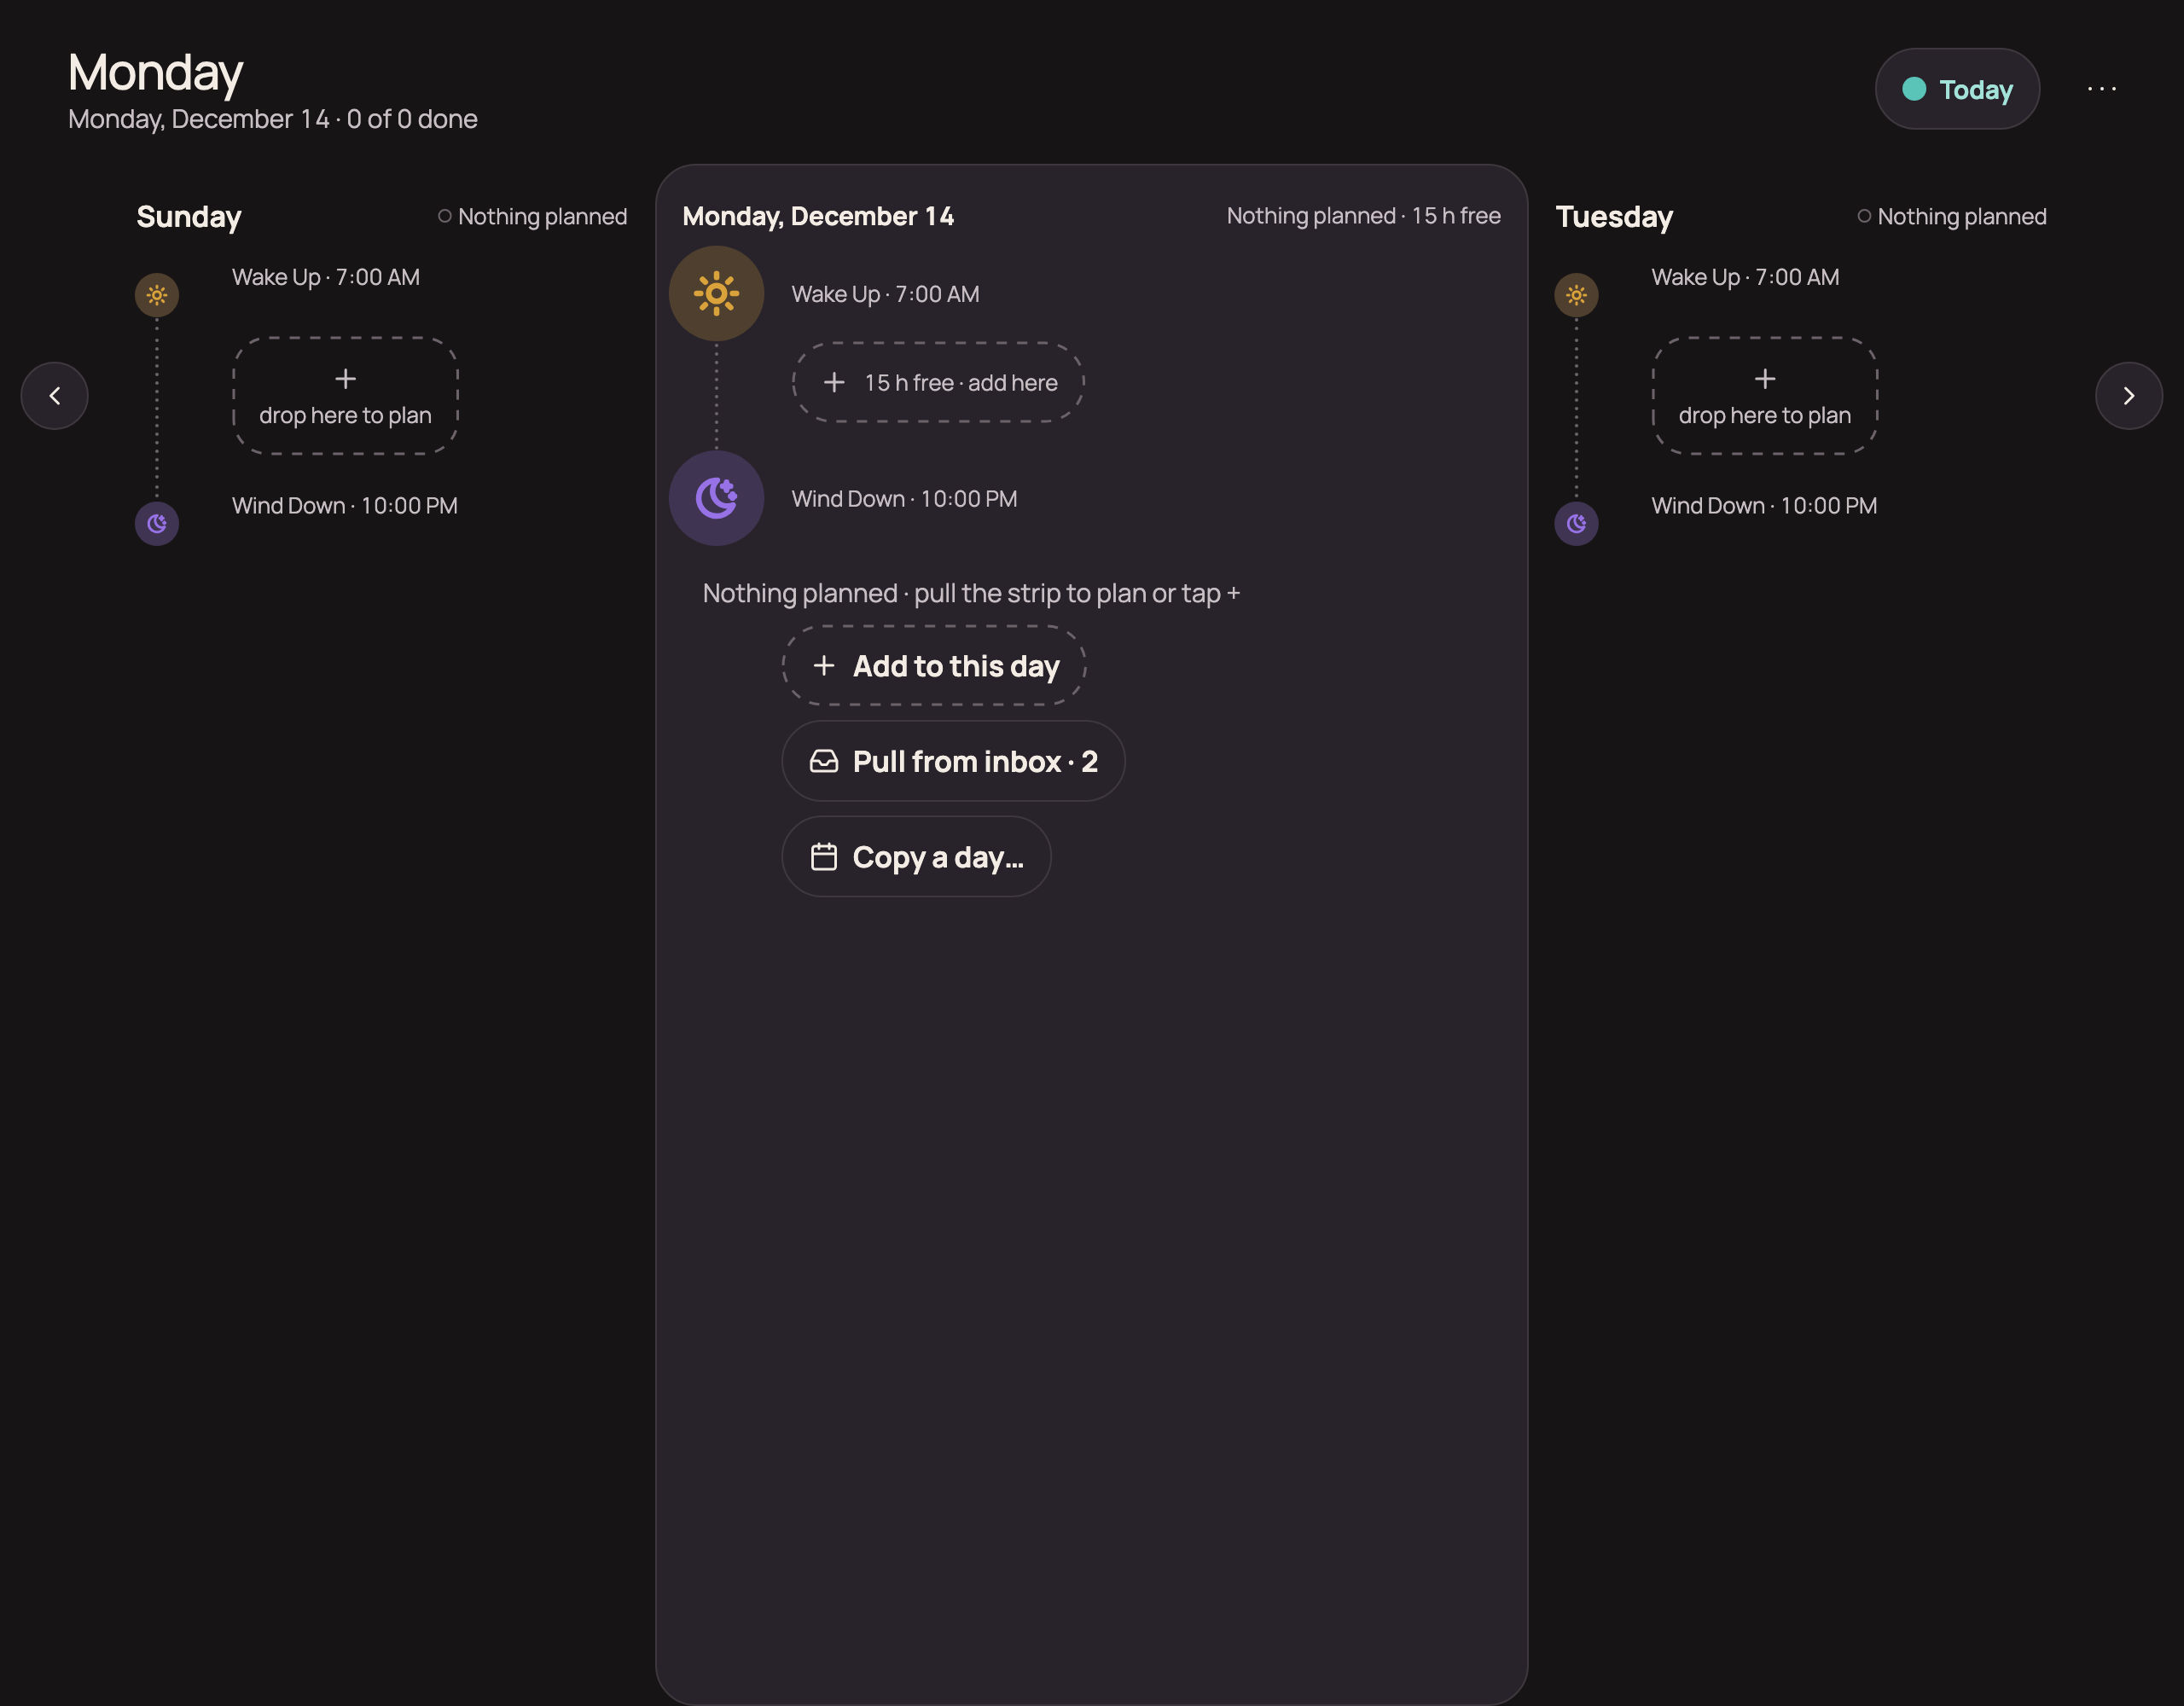 Monday
Monday, December 14 · 0 of 0 done
Today
Sunday
Nothing planned
Wake Up · 7:00 AM
drop here to plan
Wind Down · 10:00 PM
Monday, December 14
Nothing planned · 15 h free
Wake Up · 7:00 AM
+ 15 h free · add here
Wind Down · 10:00 PM
Nothing planned · pull the strip to plan or tap +
+ Add to this day
Pull from inbox · 2
Copy a day…
Tuesday
Nothing planned
Wake Up · 7:00 AM
drop here to plan
Wind Down · 10:00 PM